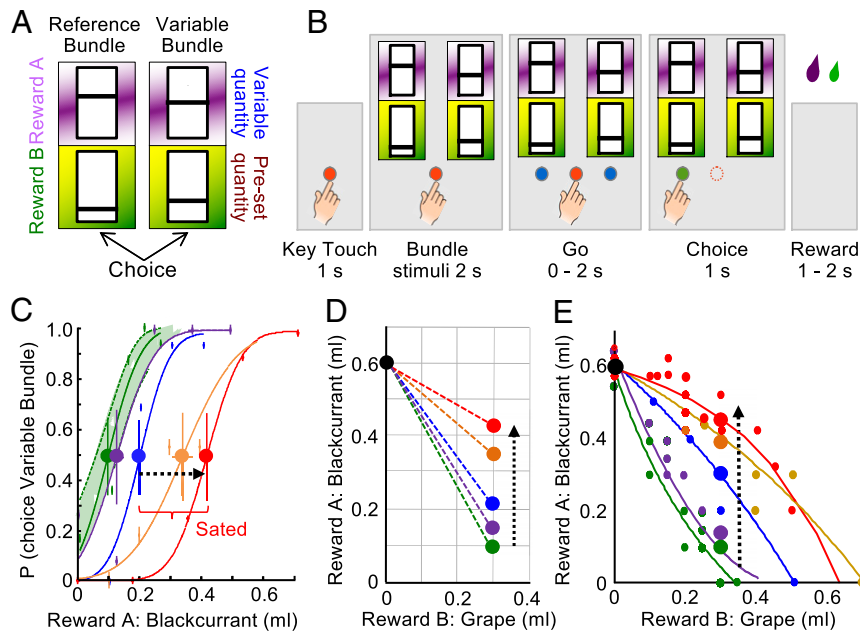 A
Reference
Bundle
Variable
Bundle
Reward A
Reward B
Variable
quantity
Pre-set
quantity
Choice
B
Key Touch
1 s
Bundle
stimuli 2 s
Go
0 - 2 s
Choice
1 s
Reward
1 - 2 s
C
P (choice Variable Bundle)
1.0
0.8
0.6
0.4
0.2
0
Sated
0
0.2
0.4
0.6
Reward A: Blackcurrant (ml)
D
Reward A: Blackcurrant (ml)
0.6
0.4
0.2
0
0
0.2
0.4
Reward B: Grape (ml)
E
Reward A: Blackcurrant (ml)
0.6
0.4
0.2
0
0
0.2
0.4
0.6
Reward B: Grape (ml)